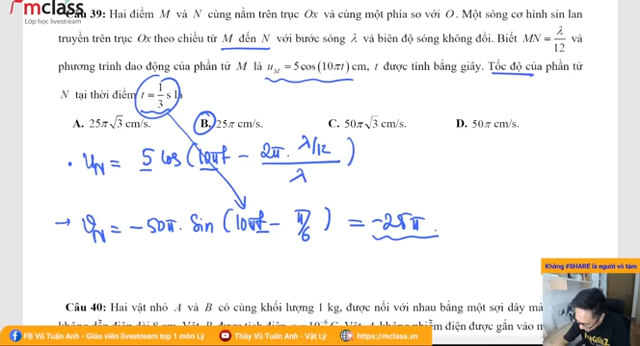 mclass
Lớp học livestream
Câu 39: Hai điểm M và N cùng nằm trên trục Ox và cùng một phía so với O. Một sóng cơ hình sin lan
truyền trên trục Ox theo chiều từ M đến N với bước sóng λ và biên độ sóng không đổi. Biết MN = λ/12 và
phương trình dao động của phần tử M là u_M = 5cos(10πt) cm, t được tính bằng giây. Tốc độ của phần tử
N tại thời điểm t = 1/3 s là
A. 25π√3 cm/s. B. 25π cm/s. C. 50π√3 cm/s. D. 50π cm/s.
• u_N = 5 cos(10πt - 2π.λ/12 / λ)
→ v_N = -50π. sin(10πt - π/6) = -25π.
Không #SHARE là người vô tâm
Câu 40: Hai vật nhỏ A và B có cùng khối lượng 1 kg, được nối với nhau bằng một sợi dây
FB Vũ Tuấn Anh - Giáo viên livestream top 1 môn Lý
Thầy Vũ Tuấn Anh - Vật Lý
https://mclass.vn
điện được gắn vào